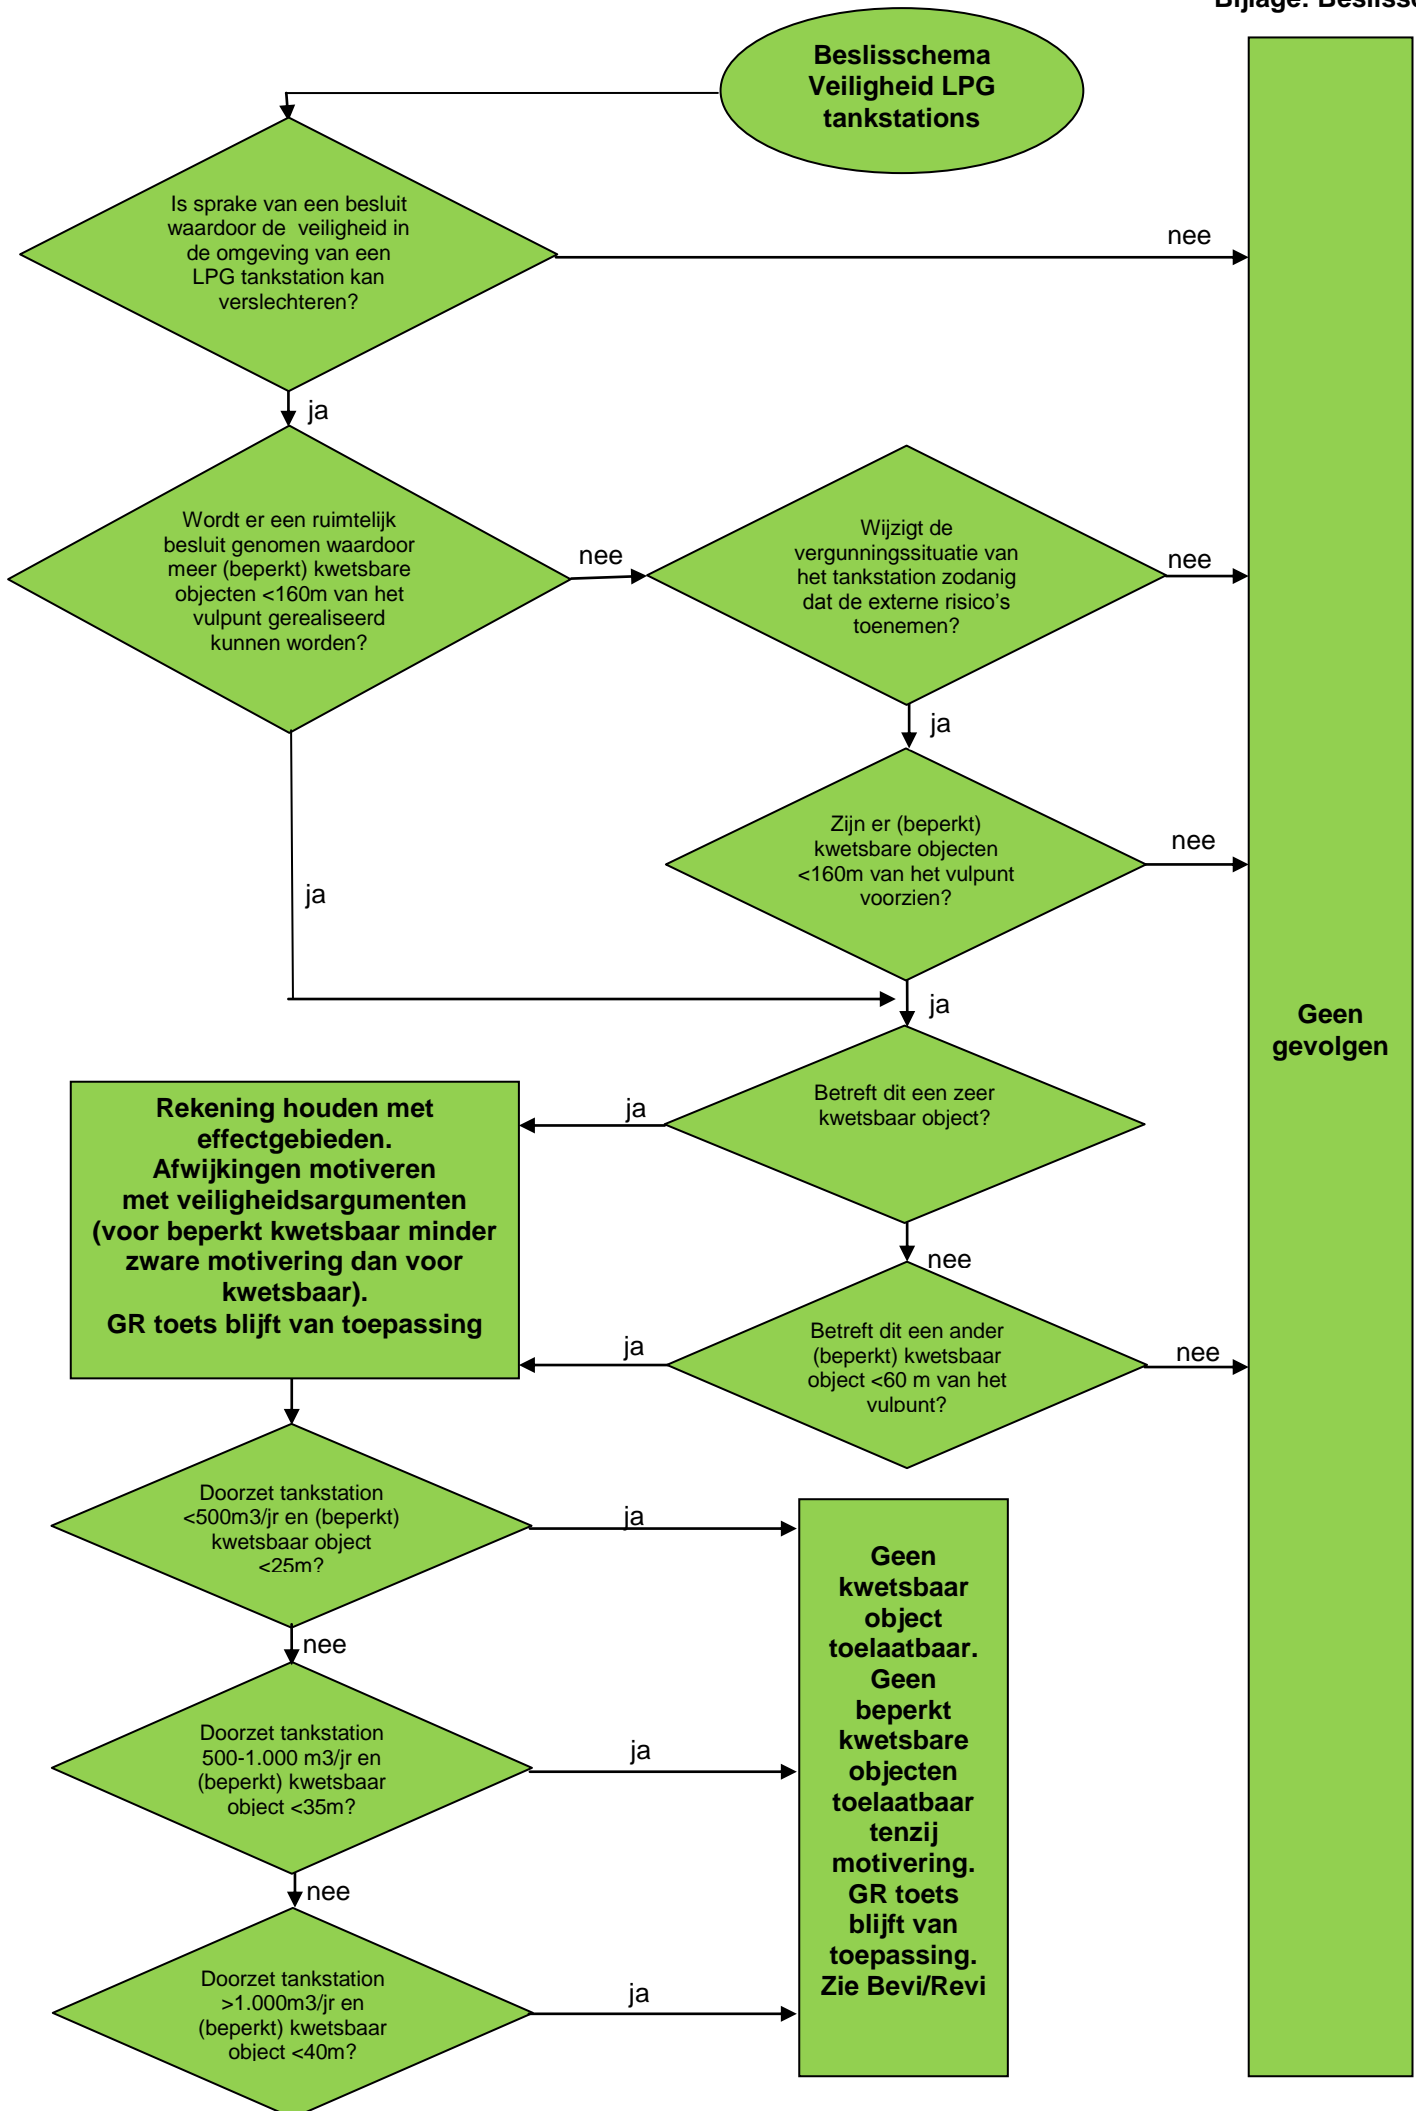 Bijlage: Besliss
Beslisschema
Veiligheid LPG
tankstations
Is sprake van een besluit
waardoor de veiligheid in
de omgeving van een
LPG tankstation kan
verslechteren?
nee
ja
Wordt er een ruimtelijk
besluit genomen waardoor
meer (beperkt) kwetsbare
objecten <160m van het
vulpunt gerealiseerd
kunnen worden?
nee
Wijzigt de
vergunningssituatie van
het tankstation zodanig
dat de externe risico's
toenemen?
nee
ja
Zijn er (beperkt)
kwetsbare objecten
<160m van het vulpunt
voorzien?
nee
ja
ja
Geen
gevolgen
Betreft dit een zeer
kwetsbaar object?
ja
Rekening houden met
effectgebieden.
Afwijkingen motiveren
met veiligheidsargumenten
(voor beperkt kwetsbaar minder
zware motivering dan voor
kwetsbaar).
GR toets blijft van toepassing
nee
Betreft dit een ander
(beperkt) kwetsbaar
object <60 m van het
vulpunt?
ja
nee
Doorzet tankstation
<500m3/jr en (beperkt)
kwetsbaar object
<25m?
ja
nee
Geen
kwetsbaar
object
toelaatbaar.
Geen
beperkt
kwetsbare
objecten
toelaatbaar
tenzij
motivering.
GR toets
blijft van
toepassing.
Zie Bevi/Revi
Doorzet tankstation
500-1.000 m3/jr en
(beperkt) kwetsbaar
object <35m?
ja
nee
Doorzet tankstation
>1.000m3/jr en
(beperkt) kwetsbaar
object <40m?
ja